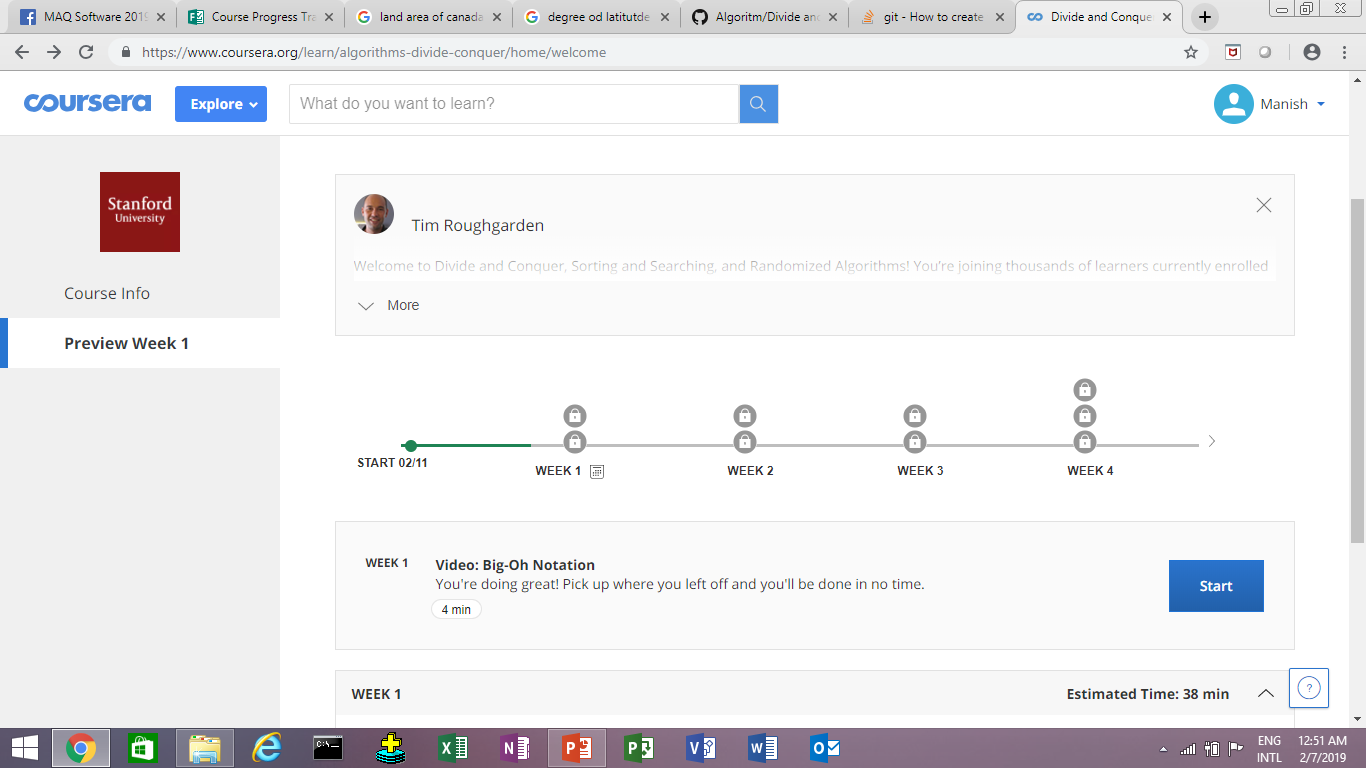 MAQ Software 2019
Course Progress Tra
land area of canada
degree od latitutde
Algoritm/Divide and
git - How to create
Divide and Conque
https://www.coursera.org/learn/algorithms-divide-conquer/home/welcome
coursera
Explore
What do you want to learn?
Manish
Stanford
University
Course Info
Preview Week 1
Tim Roughgarden
Welcome to Divide and Conquer, Sorting and Searching, and Randomized Algorithms! You're joining thousands of learners currently enrolled
More
START 02/11
WEEK 1
WEEK 2
WEEK 3
WEEK 4
WEEK 1
Video: Big-Oh Notation
You're doing great! Pick up where you left off and you'll be done in no time.
4 min
Start
WEEK 1
Estimated Time: 38 min
?
ENG
INTL
12:51 AM
2/7/2019